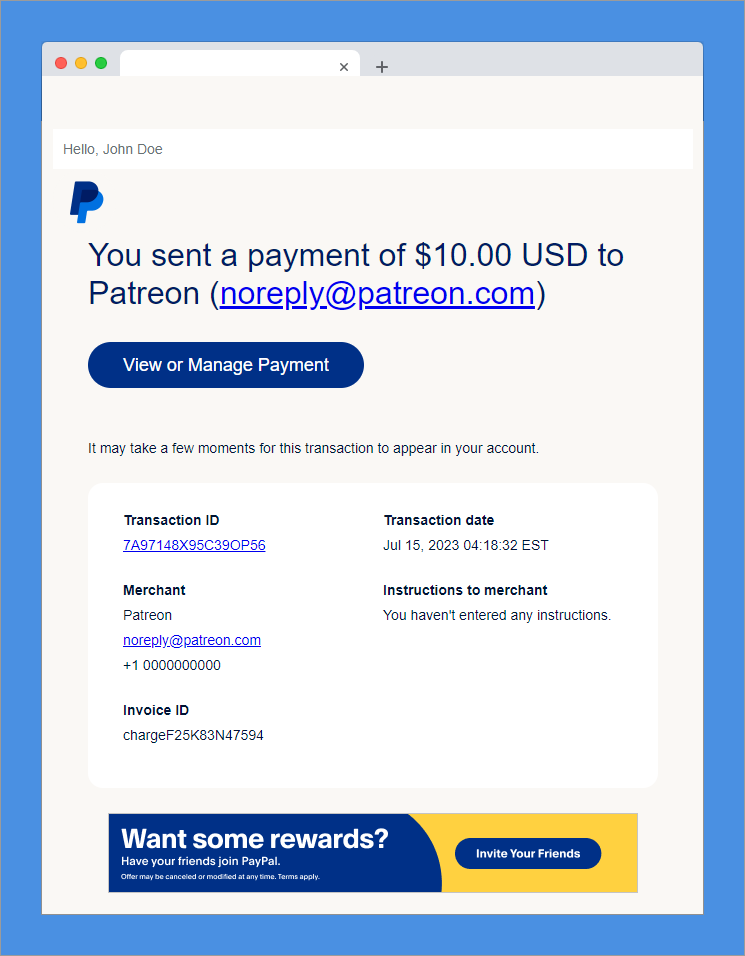 Hello, John Doe
You sent a payment of $10.00 USD to
Patreon (noreply@patreon.com)
View or Manage Payment
It may take a few moments for this transaction to appear in your account.
Transaction ID
7A97148X95C39OP56
Transaction date
Jul 15, 2023 04:18:32 EST
Merchant
Patreon
noreply@patreon.com
+1 0000000000
Instructions to merchant
You haven't entered any instructions.
Invoice ID
chargeF25K83N47594
Want some rewards?
Have your friends join PayPal.
Offer may be canceled or modified at any time. Terms apply.
Invite Your Friends